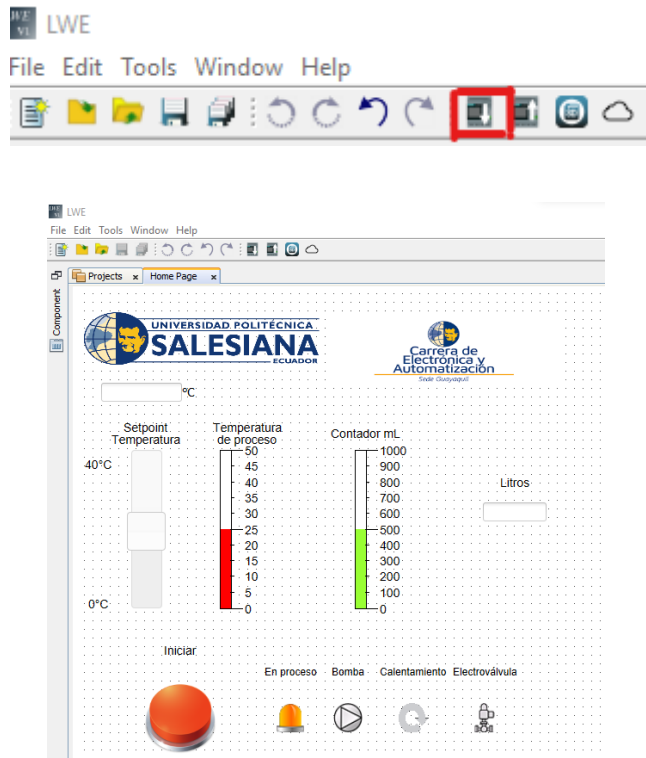 LWE
File Edit Tools Window Help
LWE
File Edit Tools Window Help
Projects x Home Page x
Component
UNIVERSIDAD POLITÉCNICA
SALESIANA
ECUADOR
Carrera de
Electrónica y
Automatización
Sede Guayaquil
°C
Setpoint
Temperatura
Temperatura
de proceso
Contador mL
40°C
0°C
50
45
40
35
30
25
20
15
10
5
0
1000
900
800
700
600
500
400
300
200
100
0
Litros
Iniciar
En proceso Bomba Calentamiento Electroválvula